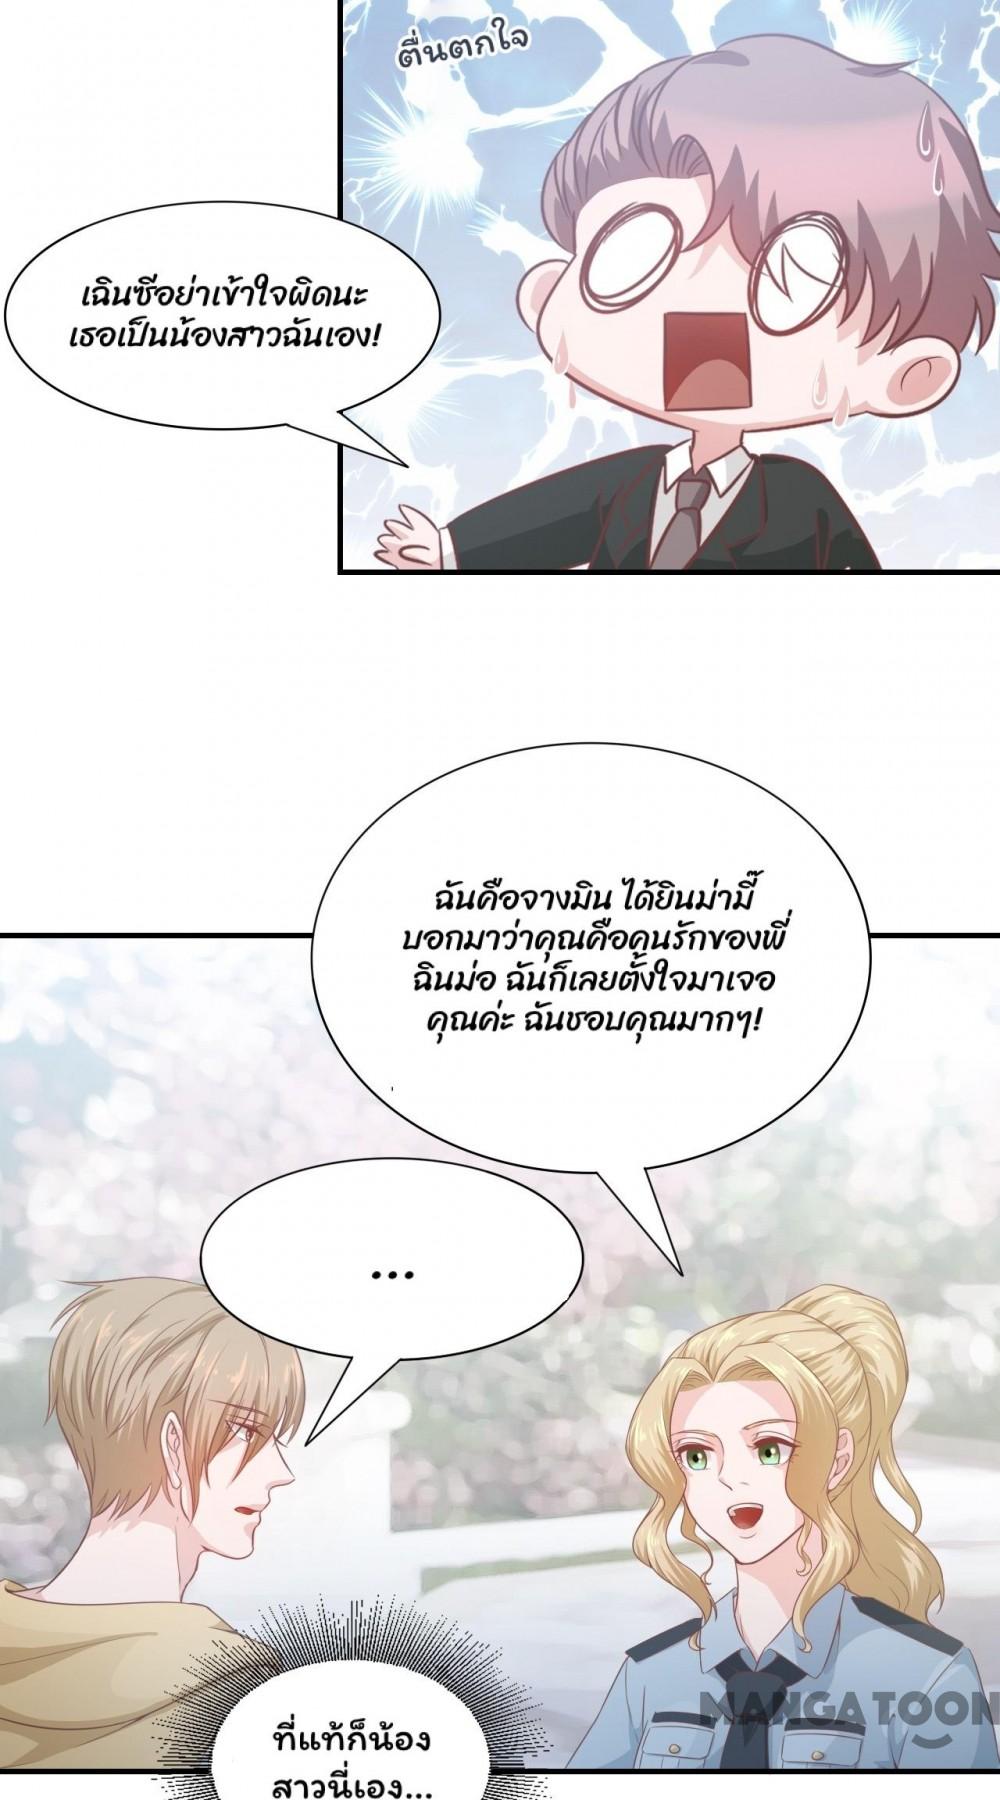 ตื่นตกใจ
เฉินซีอย่าเข้าใจผิดนะ
เธอเป็นน้องสาวฉันเอง!
ฉันคือจางมิน ได้ยินม่ามี๊
บอกมาว่าคุณคือคนรักของพี่
ฉินม่อ ฉันก็เลยตั้งใจมาเจอ
คุณค่ะ ฉันชอบคุณมากๆ!
...
ที่แท้ก็น้อง
สาวนี่เอง...
MANGATOON